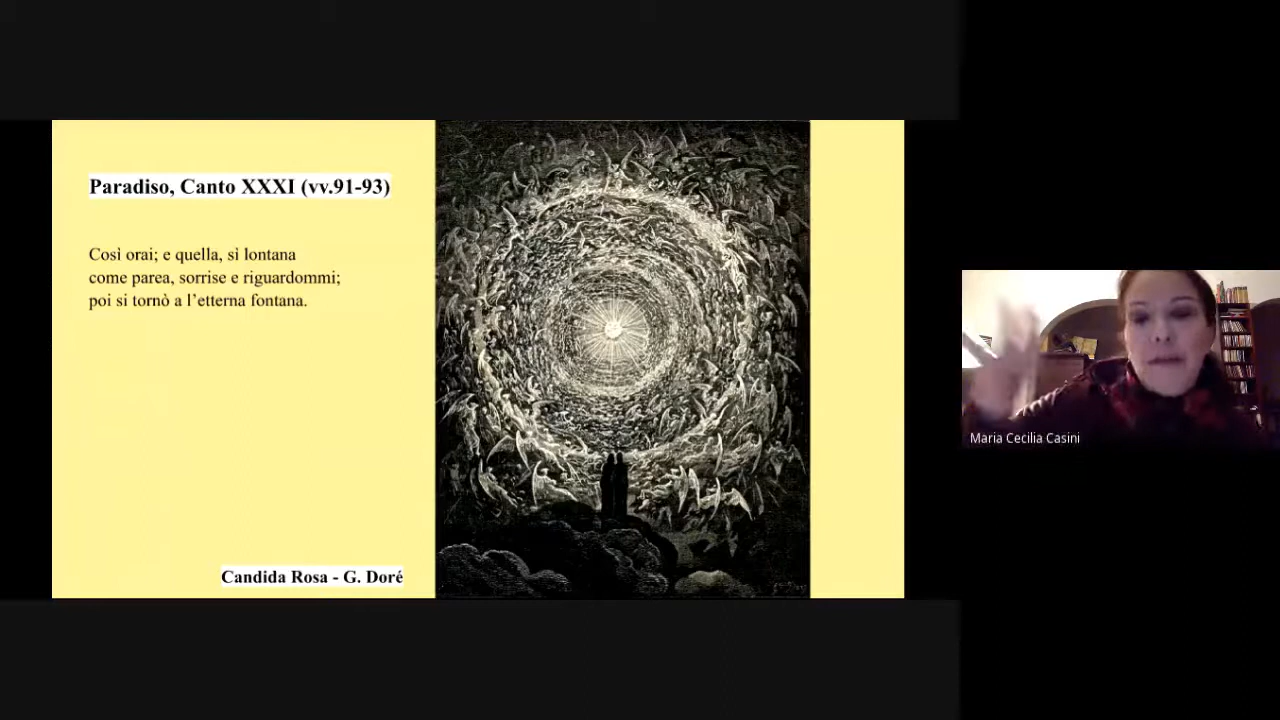 Paradiso, Canto XXXI (vv.91-93)
Così orai; e quella, sì lontana
come parea, sorrise e riguardommi;
poi si tornò a l’etterna fontana.
Candida Rosa - G. Doré
Maria Cecilia Casini